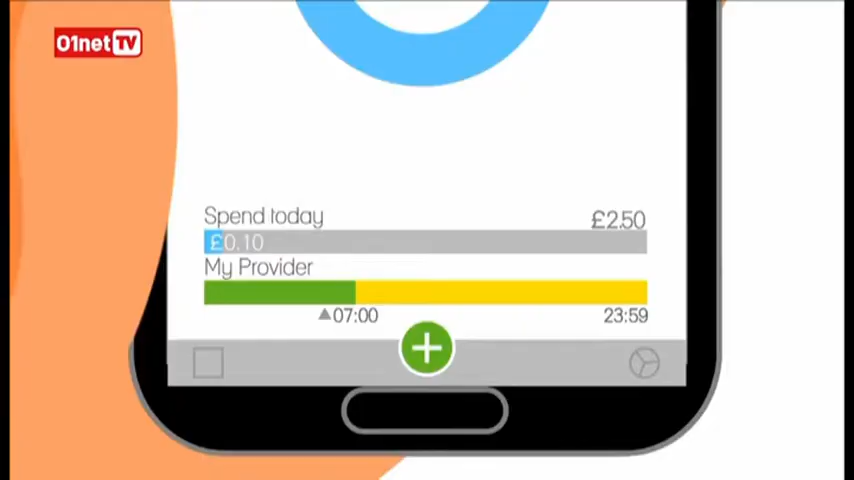 01net TV
Spend today
£2.50
£0.10
My Provider
▲07:00
23:59